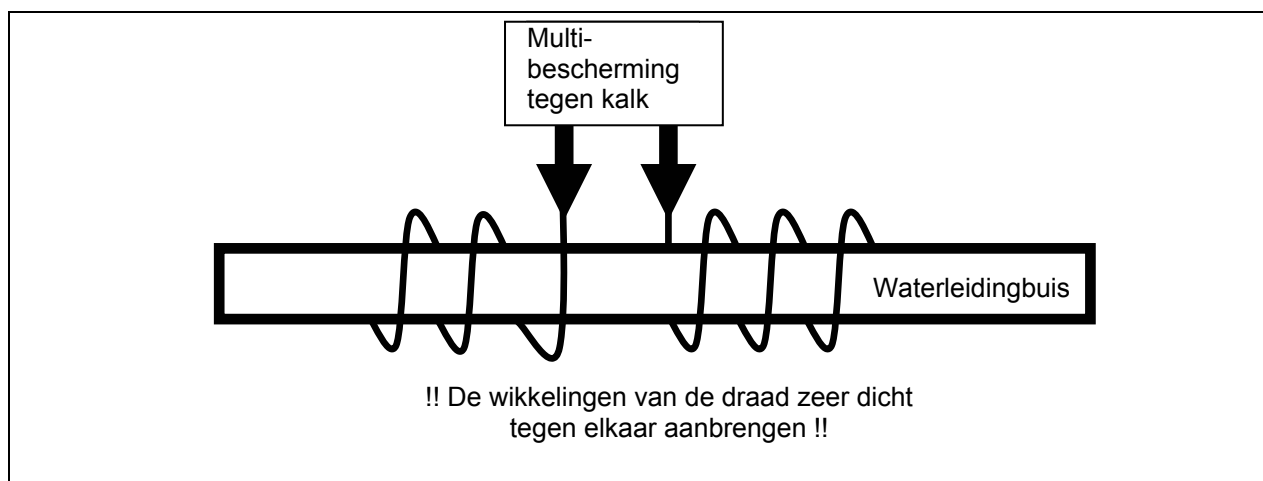 Multi-
bescherming
tegen kalk
Waterleidingbuis
!! De wikkelingen van de draad zeer dicht
tegen elkaar aanbrengen !!